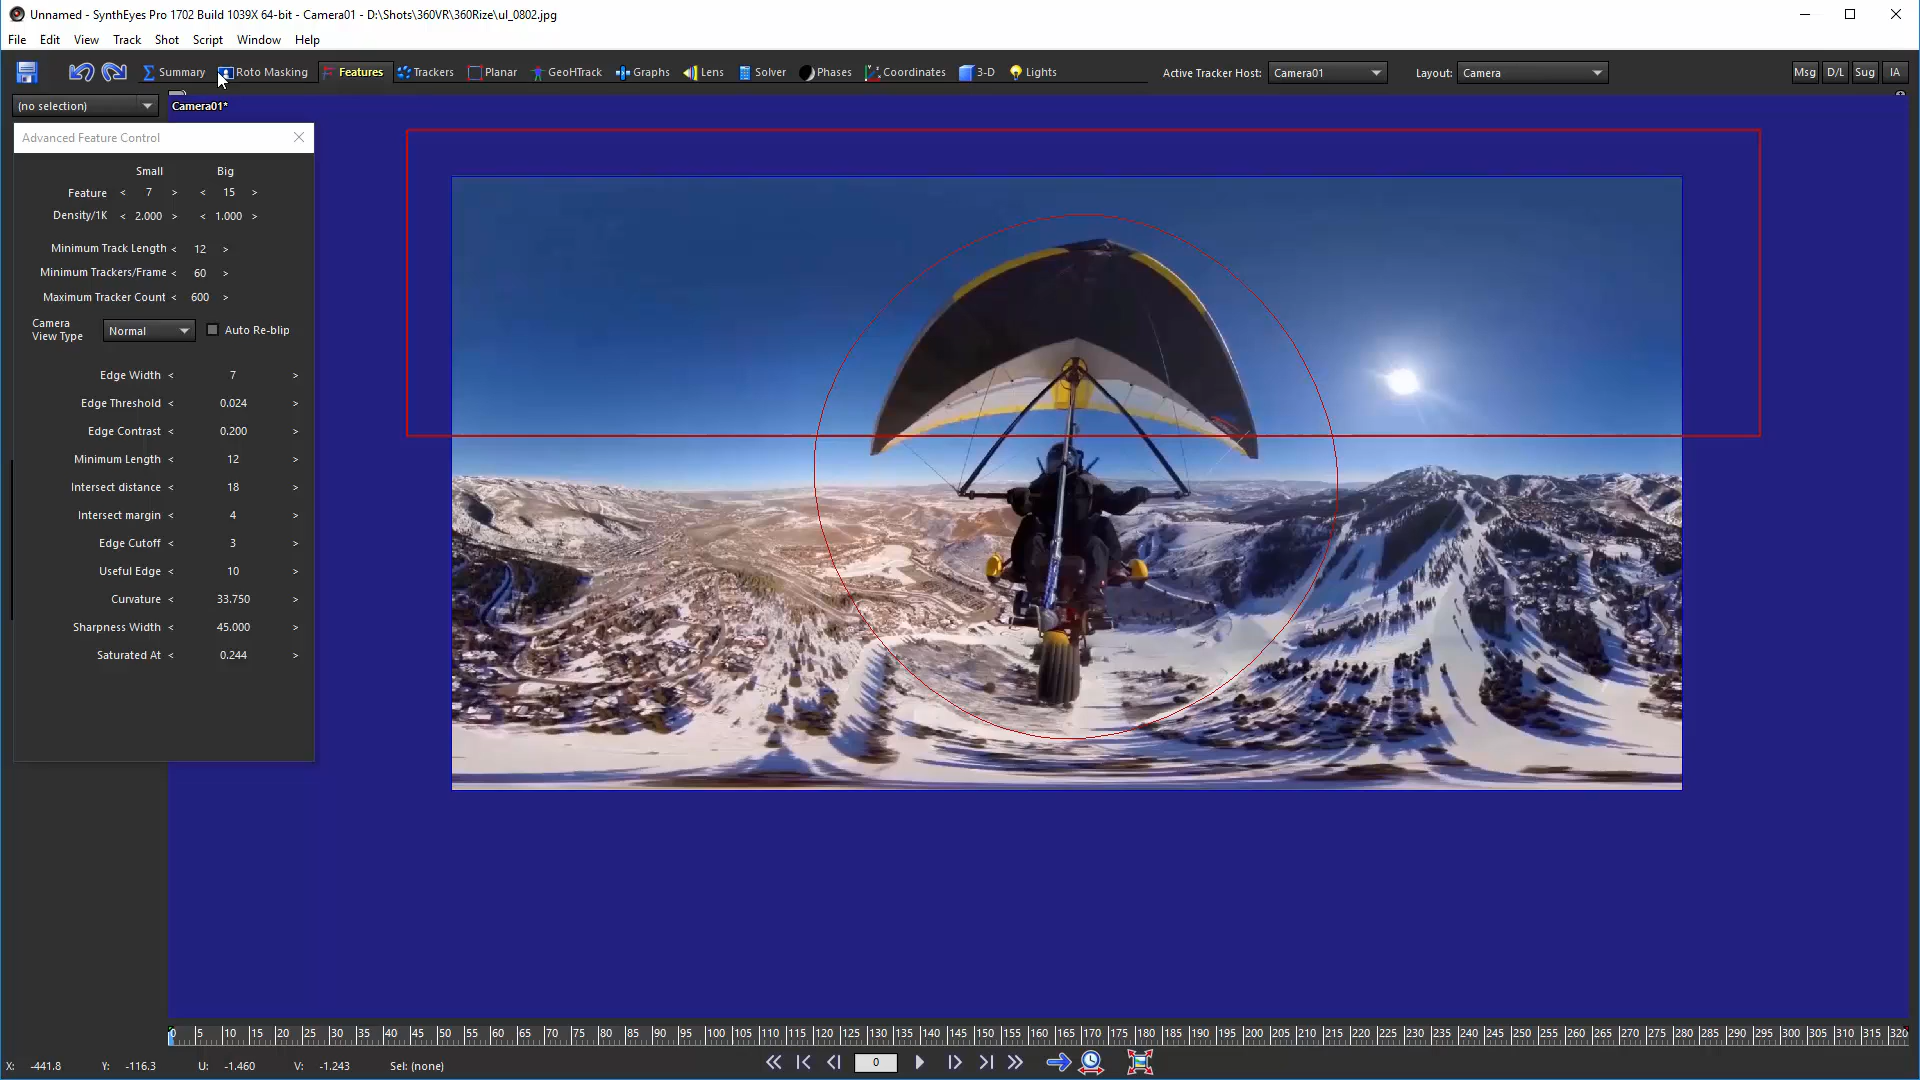 Unnamed - SynthEyes Pro 1702 Build 1039X 64-bit - Camera01 - D:\Shots\360VR\360Rize\ul_0802.jpg
File Edit View Track Shot Script Window Help
Summary Roto Masking Features Trackers Planar GeoHTrack Graphs Lens Solver Phases Coordinates 3-D Lights Active Tracker Host: Camera01 Layout: Camera Msg D/L Sug IA
(no selection) Camera01*
Advanced Feature Control
Small Big
Feature < 7 > < 15 >
Density/1K < 2.000 > < 1.000 >
Minimum Track Length < 12 >
Minimum Trackers/Frame < 60 >
Maximum Tracker Count < 600 >
Camera View Type Normal Auto Re-blip
Edge Width < 7 >
Edge Threshold < 0.024 >
Edge Contrast < 0.200 >
Minimum Length < 12 >
Intersect distance < 18 >
Intersect margin < 4 >
Edge Cutoff < 3 >
Useful Edge < 10 >
Curvature < 33.750 >
Sharpness Width < 45.000 >
Saturated At < 0.244 >
0 5 10 15 20 25 30 35 40 45 50 55 60 65 70 75 80 85 90 95 100 105 110 115 120 125 130 135 140 145 150 155 160 165 170 175 180 185 190 195 200 205 210 215 220 225 230 235 240 245 250 255 260 265 270 275 280 285 290 295 300 305 310 315 320
X: -441.8 Y: -116.3 U: -1.460 V: -1.243 Sel: (none) 0